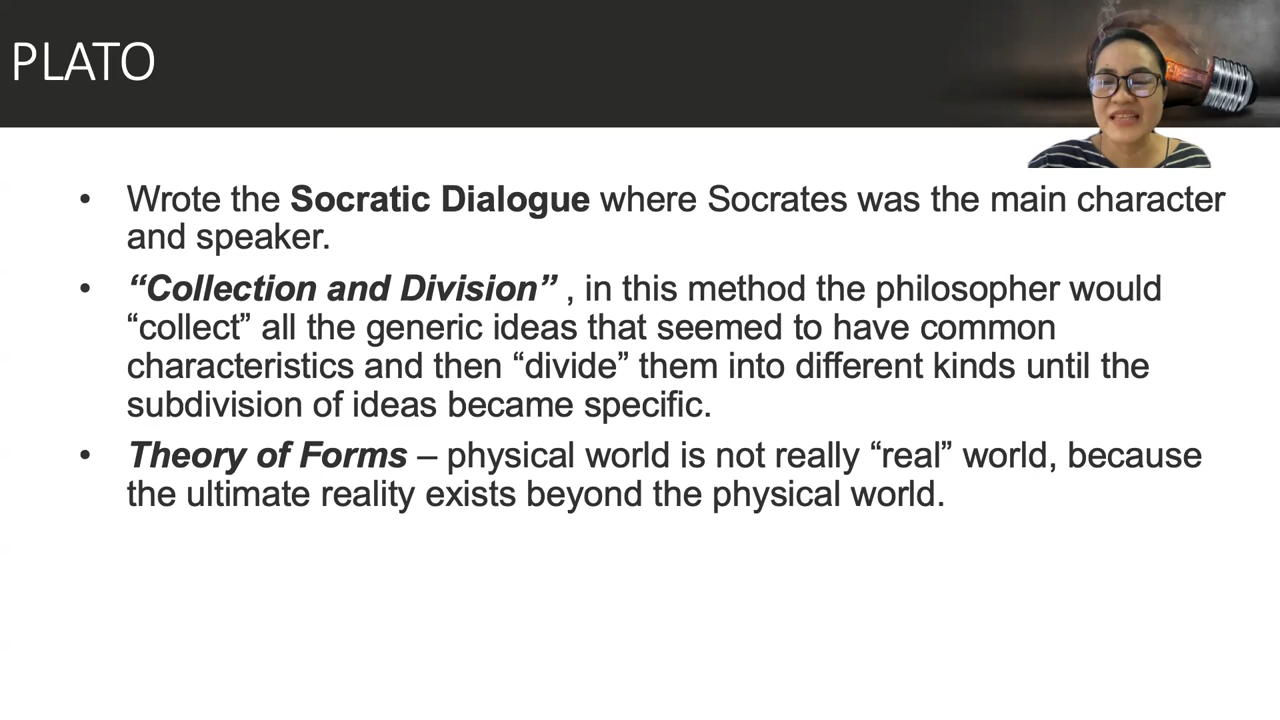 PLATO
• Wrote the Socratic Dialogue where Socrates was the main character
and speaker.
• “Collection and Division” , in this method the philosopher would
“collect” all the generic ideas that seemed to have common
characteristics and then “divide” them into different kinds until the
subdivision of ideas became specific.
• Theory of Forms – physical world is not really “real” world, because
the ultimate reality exists beyond the physical world.